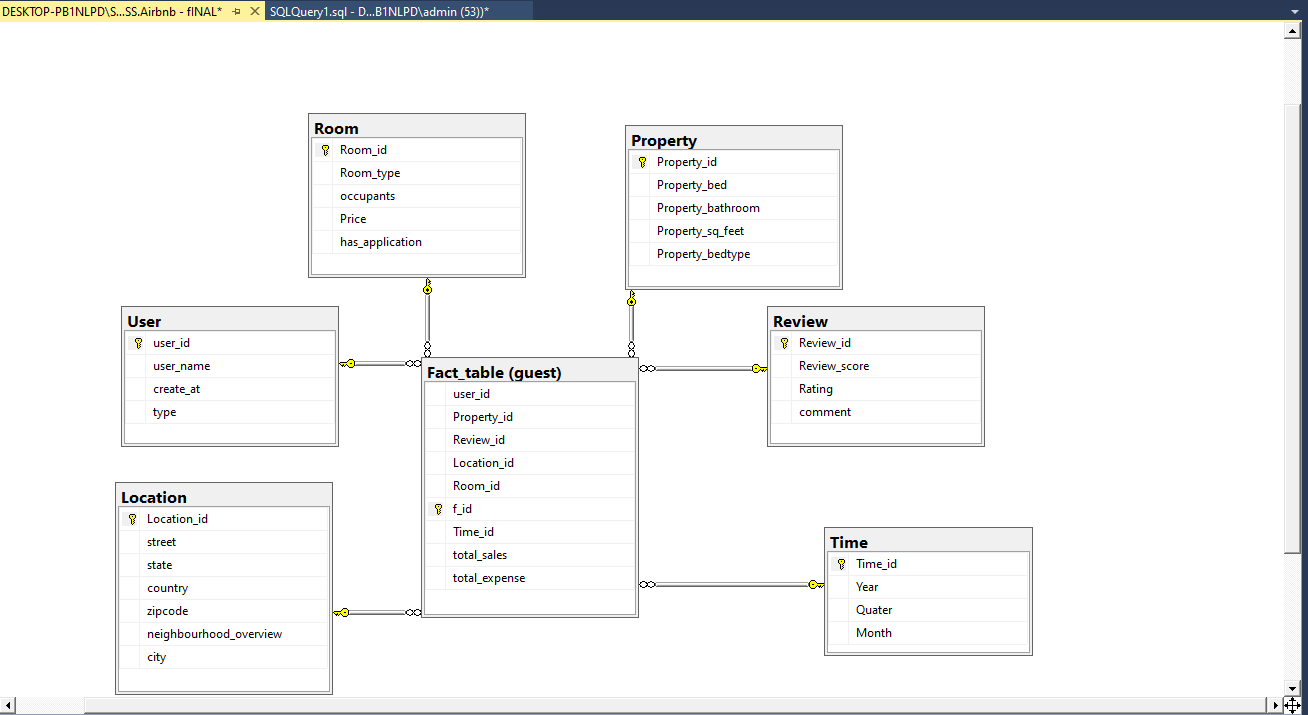 DESKTOP-PB1NLPD\S...SS.Airbnb - fINAL*
SQLQuery1.sql - D...B1NLPD\admin (53))*
Room
Room_id
Room_type
occupants
Price
has_application
Property
Property_id
Property_bed
Property_bathroom
Property_sq_feet
Property_bedtype
User
user_id
user_name
create_at
type
Review
Review_id
Review_score
Rating
comment
Fact_table (guest)
user_id
Property_id
Review_id
Location_id
Room_id
f_id
Time_id
total_sales
total_expense
Location
Location_id
street
state
country
zipcode
neighbourhood_overview
city
Time
Time_id
Year
Quater
Month